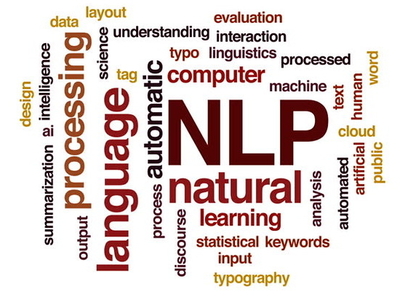 layout
data
evaluation
understanding
interaction
science
typo
linguistics
processed
intelligence
processing
computer
word
tag
machine
human
text
design
ai.
automatic
NLP
language
cloud
public
summarization
natural
artificial
automated
process
analysis
learning
output
discourse
statistical
keywords
input
typography